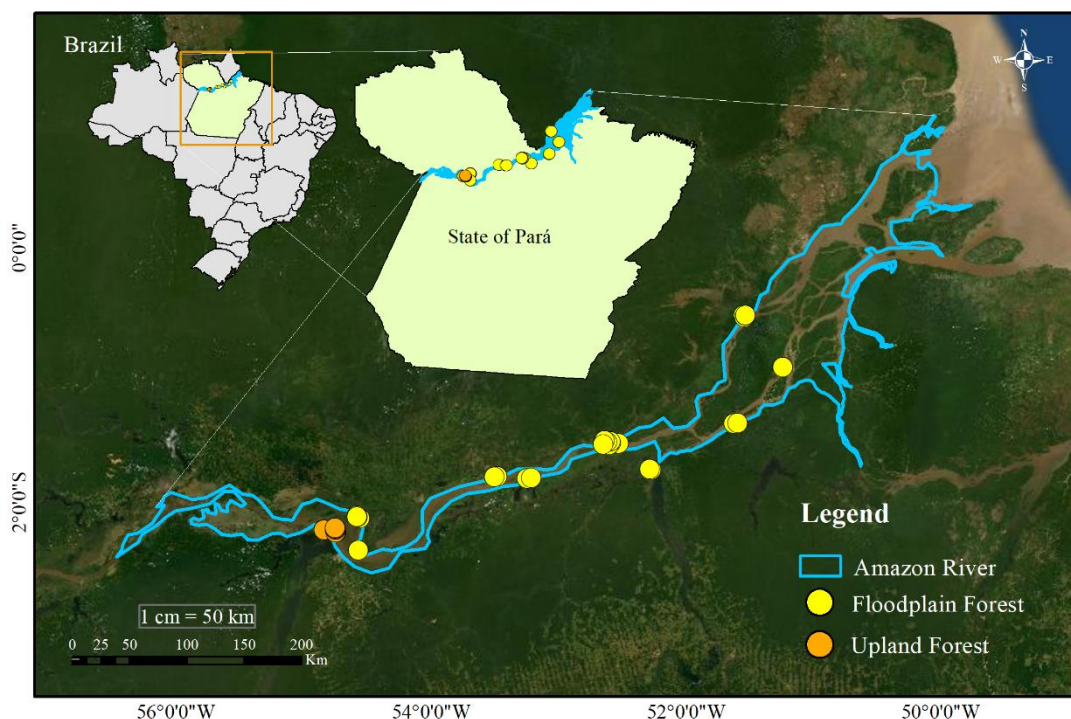 Brazil
N
W E
S
State of Pará
0°0'0"
2°0'0"S
Legend
Amazon River
Floodplain Forest
Upland Forest
1 cm = 50 km
0 25 50 100 150 200
Km
56°0'0"W 54°0'0"W 52°0'0"W 50°0'0"W